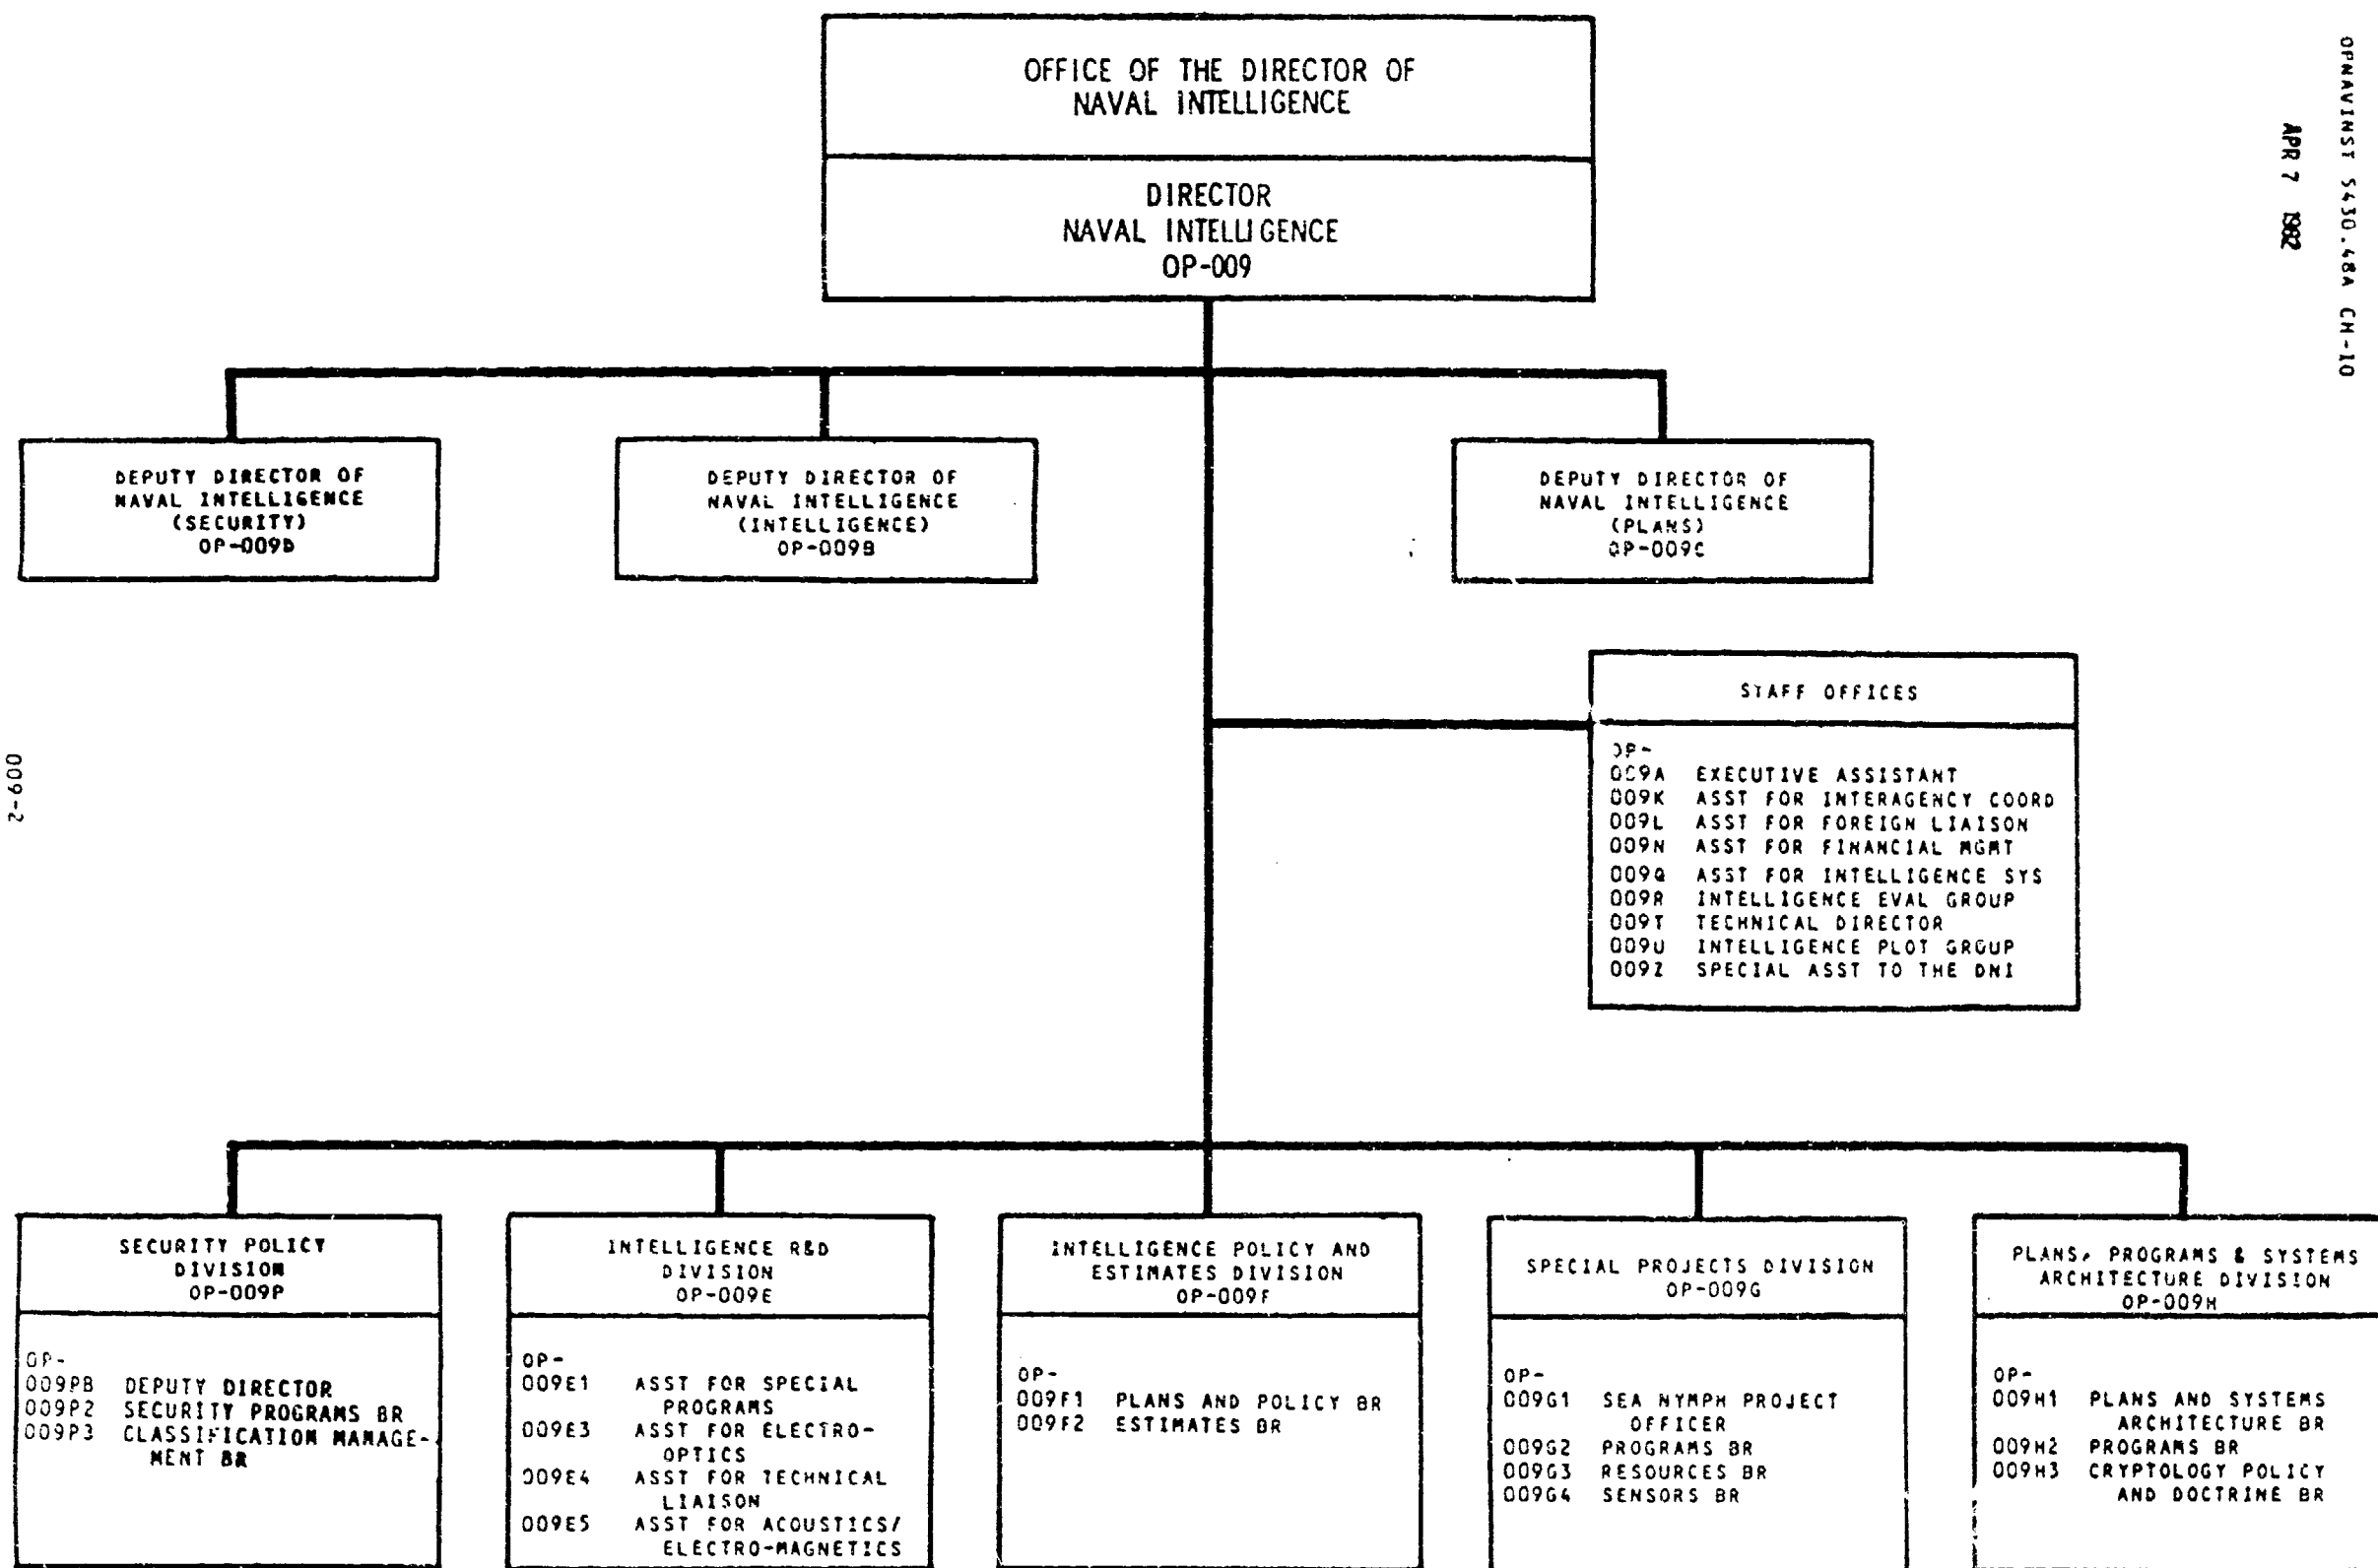 OPNAVINST 5430.48A CH-10
APR 7 1982
OFFICE OF THE DIRECTOR OF
NAVAL INTELLIGENCE
DIRECTOR
NAVAL INTELLIGENCE
OP-009
DEPUTY DIRECTOR OF
NAVAL INTELLIGENCE
(SECURITY)
OP-009D
DEPUTY DIRECTOR OF
NAVAL INTELLIGENCE
(INTELLIGENCE)
OP-009B
DEPUTY DIRECTOR OF
NAVAL INTELLIGENCE
(PLANS)
OP-009C
STAFF OFFICES
OP-
009A EXECUTIVE ASSISTANT
009K ASST FOR INTERAGENCY COORD
009L ASST FOR FOREIGN LIAISON
009N ASST FOR FINANCIAL MGMT
009Q ASST FOR INTELLIGENCE SYS
009R INTELLIGENCE EVAL GROUP
009T TECHNICAL DIRECTOR
009U INTELLIGENCE PLOT GROUP
009Z SPECIAL ASST TO THE DNI
009-2
SECURITY POLICY
DIVISION
OP-009P
OP-
009PB DEPUTY DIRECTOR
009P2 SECURITY PROGRAMS BR
009P3 CLASSIFICATION MANAGE-
MENT BR
INTELLIGENCE R&D
DIVISION
OP-009E
OP-
009E1 ASST FOR SPECIAL
PROGRAMS
009E3 ASST FOR ELECTRO-
OPTICS
009E4 ASST FOR TECHNICAL
LIAISON
009E5 ASST FOR ACOUSTICS/
ELECTRO-MAGNETICS
INTELLIGENCE POLICY AND
ESTIMATES DIVISION
OP-009F
OP-
009F1 PLANS AND POLICY BR
009F2 ESTIMATES BR
SPECIAL PROJECTS DIVISION
OP-009G
OP-
009G1 SEA NYMPH PROJECT
OFFICER
009G2 PROGRAMS BR
009G3 RESOURCES BR
009G4 SENSORS BR
PLANS, PROGRAMS & SYSTEMS
ARCHITECTURE DIVISION
OP-009H
OP-
009H1 PLANS AND SYSTEMS
ARCHITECTURE BR
009H2 PROGRAMS BR
009H3 CRYPTOLOGY POLICY
AND DOCTRINE BR